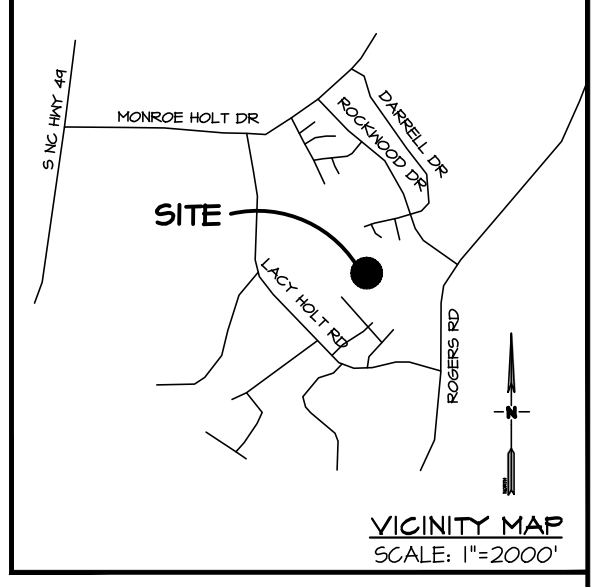 S NC HWY 49
MONROE HOLT DR
DARRELL DR
ROCKWOOD DR
SITE
LACY HOLT RD
ROGERS RD
N
NORTH
VICINITY MAP
SCALE: 1"=2000'